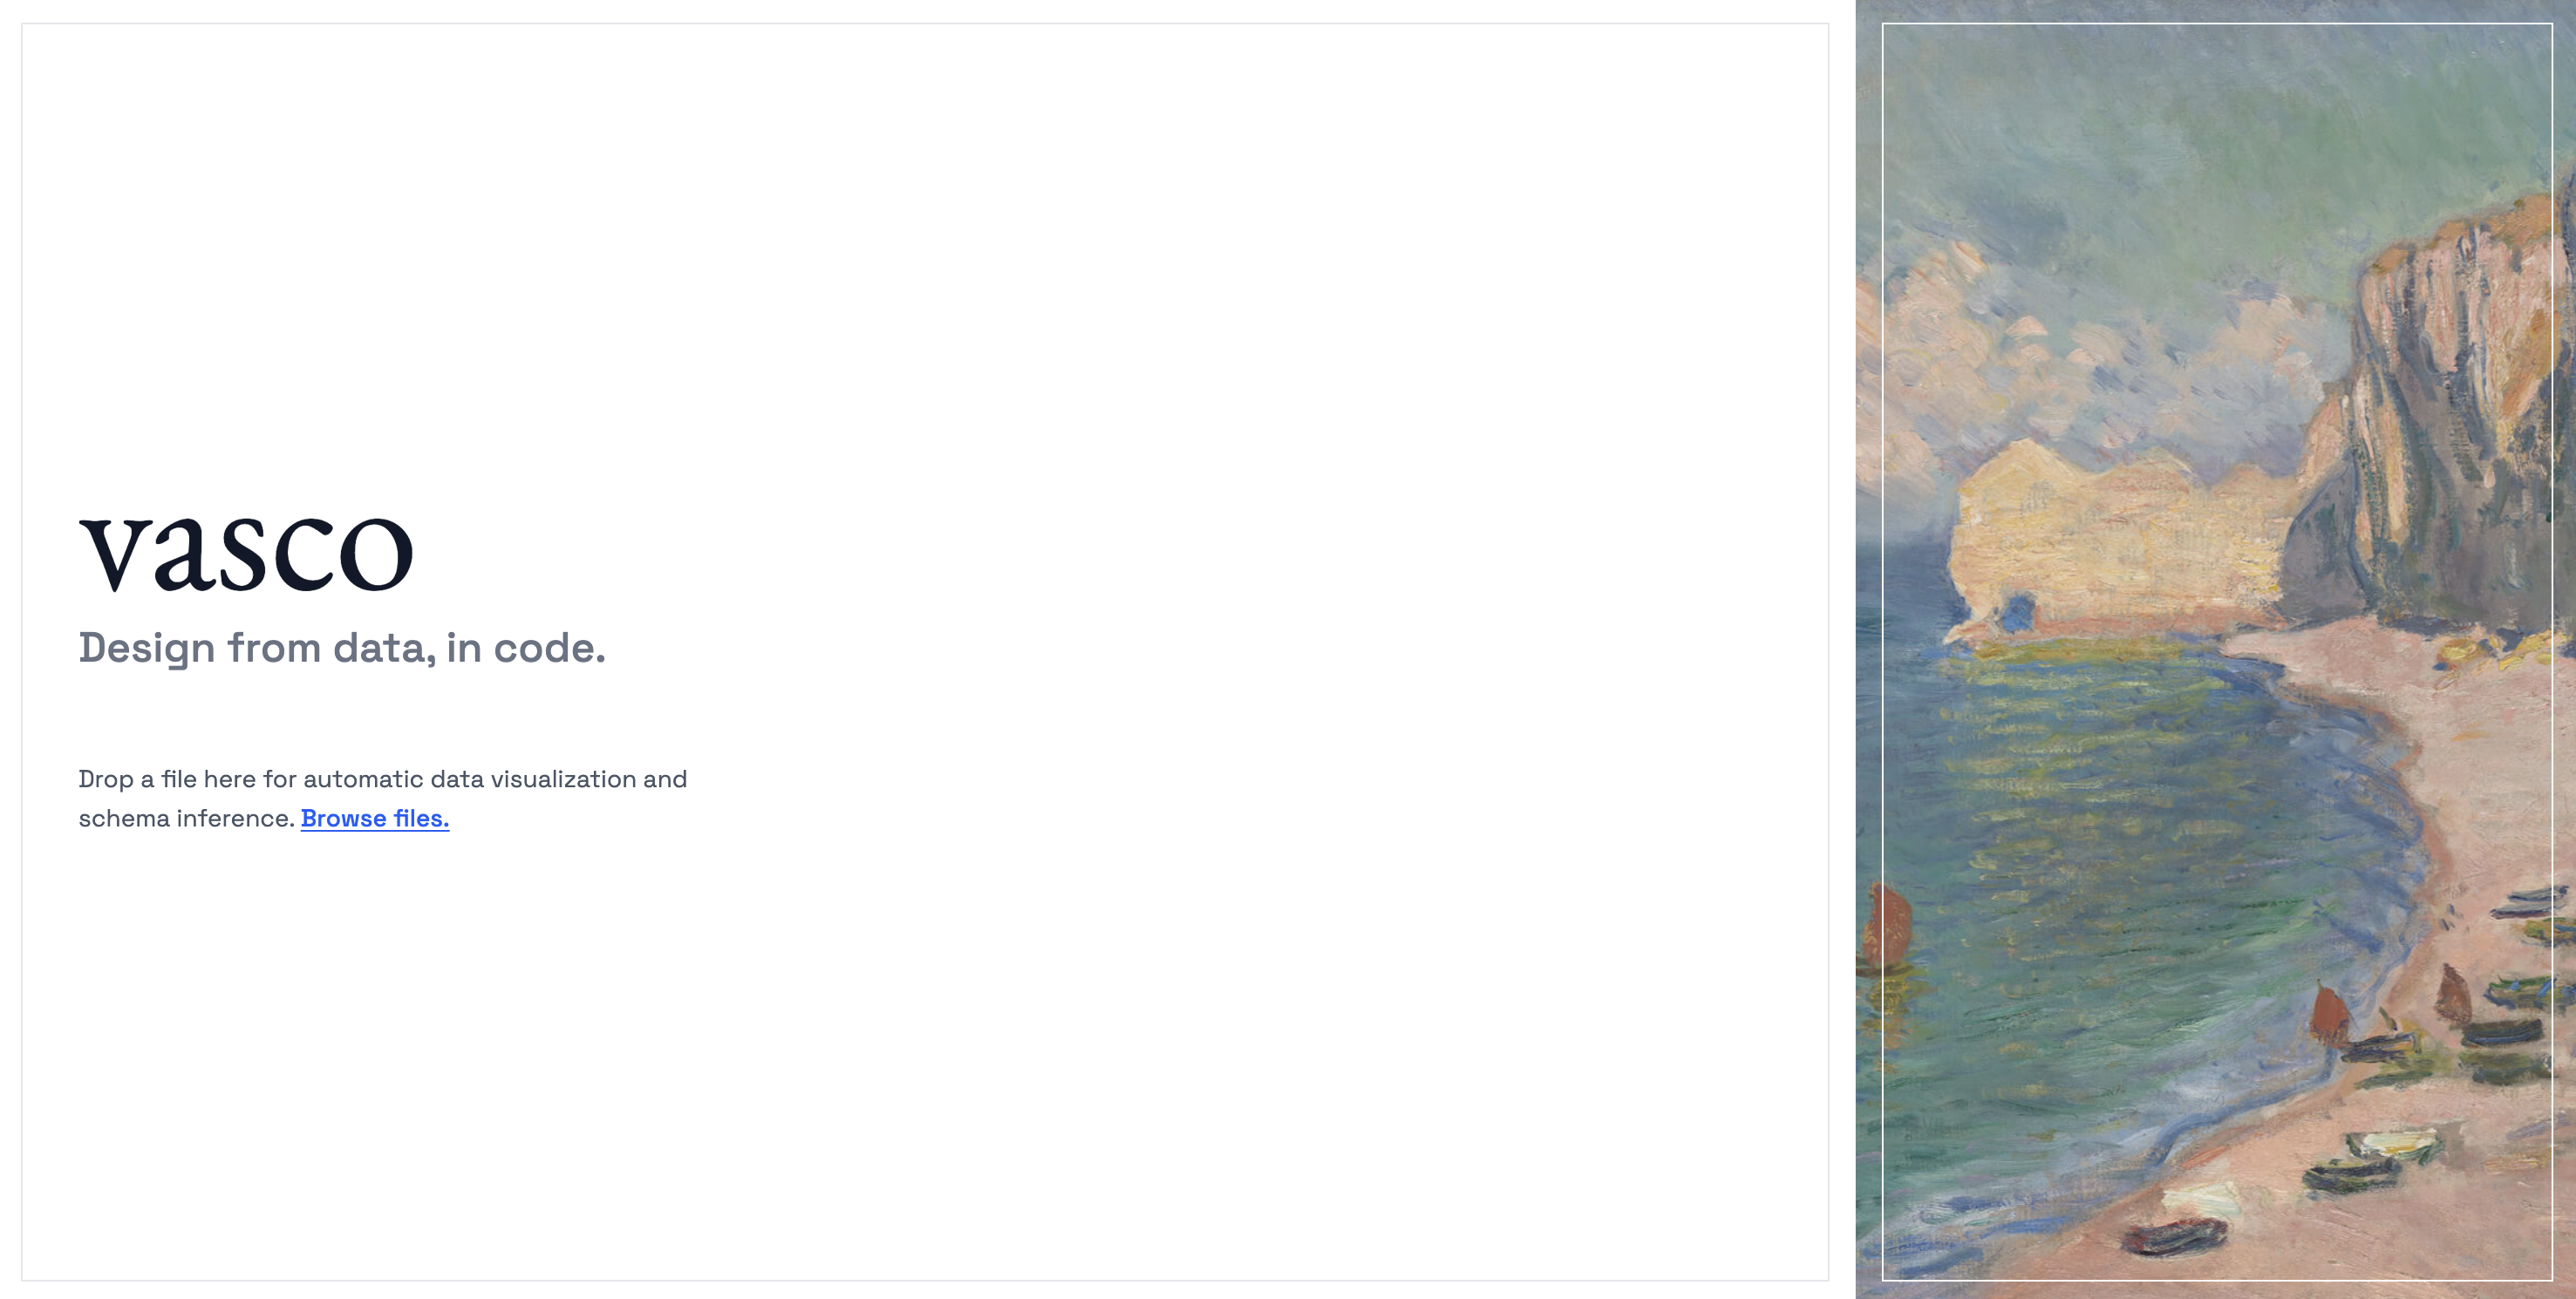 vasco
Design from data, in code.
Drop a file here for automatic data visualization and
schema inference. Browse files.